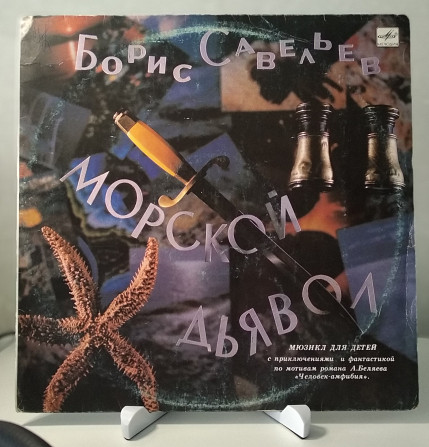 Борис Савельев
МОРСКОЙ
ДЬЯВОЛ
МЮЗИКЛ ДЛЯ ДЕТЕЙ
с приключениями и фантастикой
по мотивам романа А.Беляева
«Человек-амфибия».